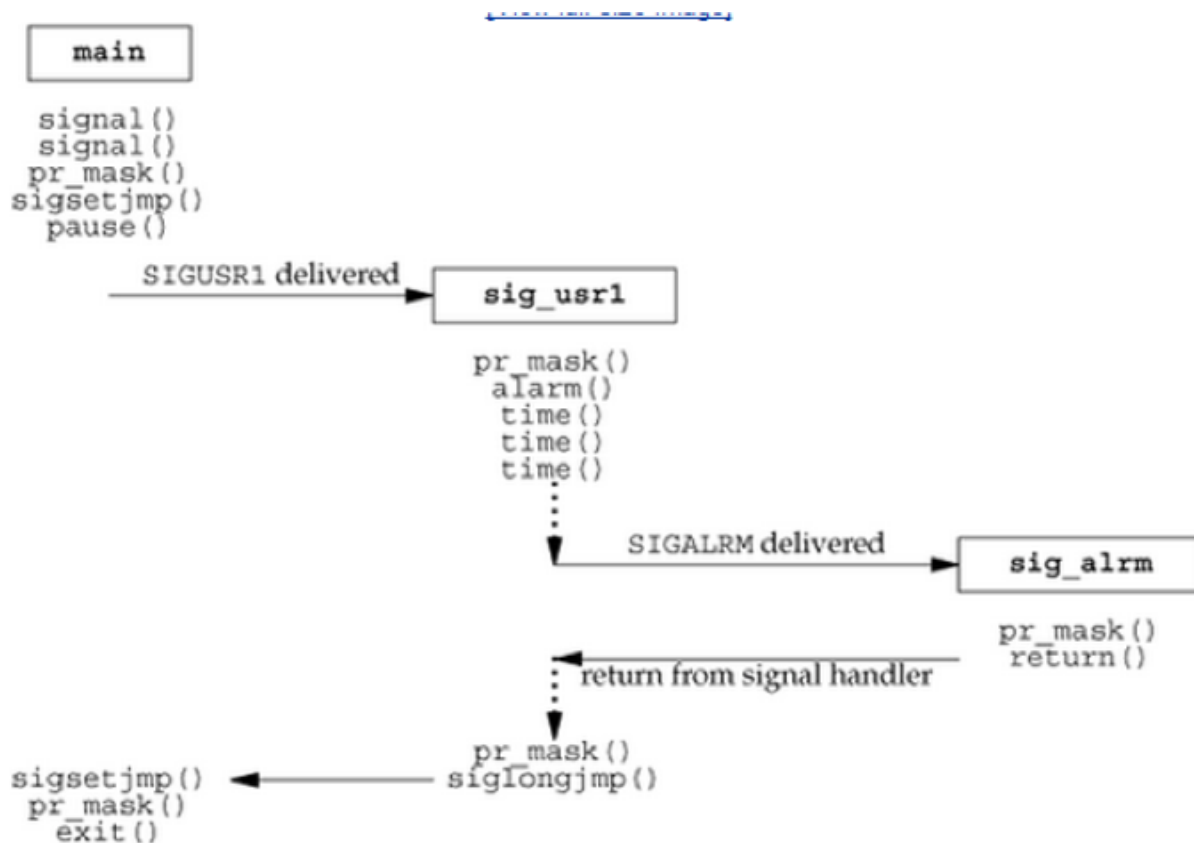 main
signal()
signal()
pr_mask()
sigsetjmp()
pause()
SIGUSR1 delivered
sig_usr1
pr_mask()
alarm()
time()
time()
time()
SIGALRM delivered
sig_alrm
pr_mask()
return()
return from signal handler
pr_mask()
siglongjmp()
sigsetjmp()
pr_mask()
exit()